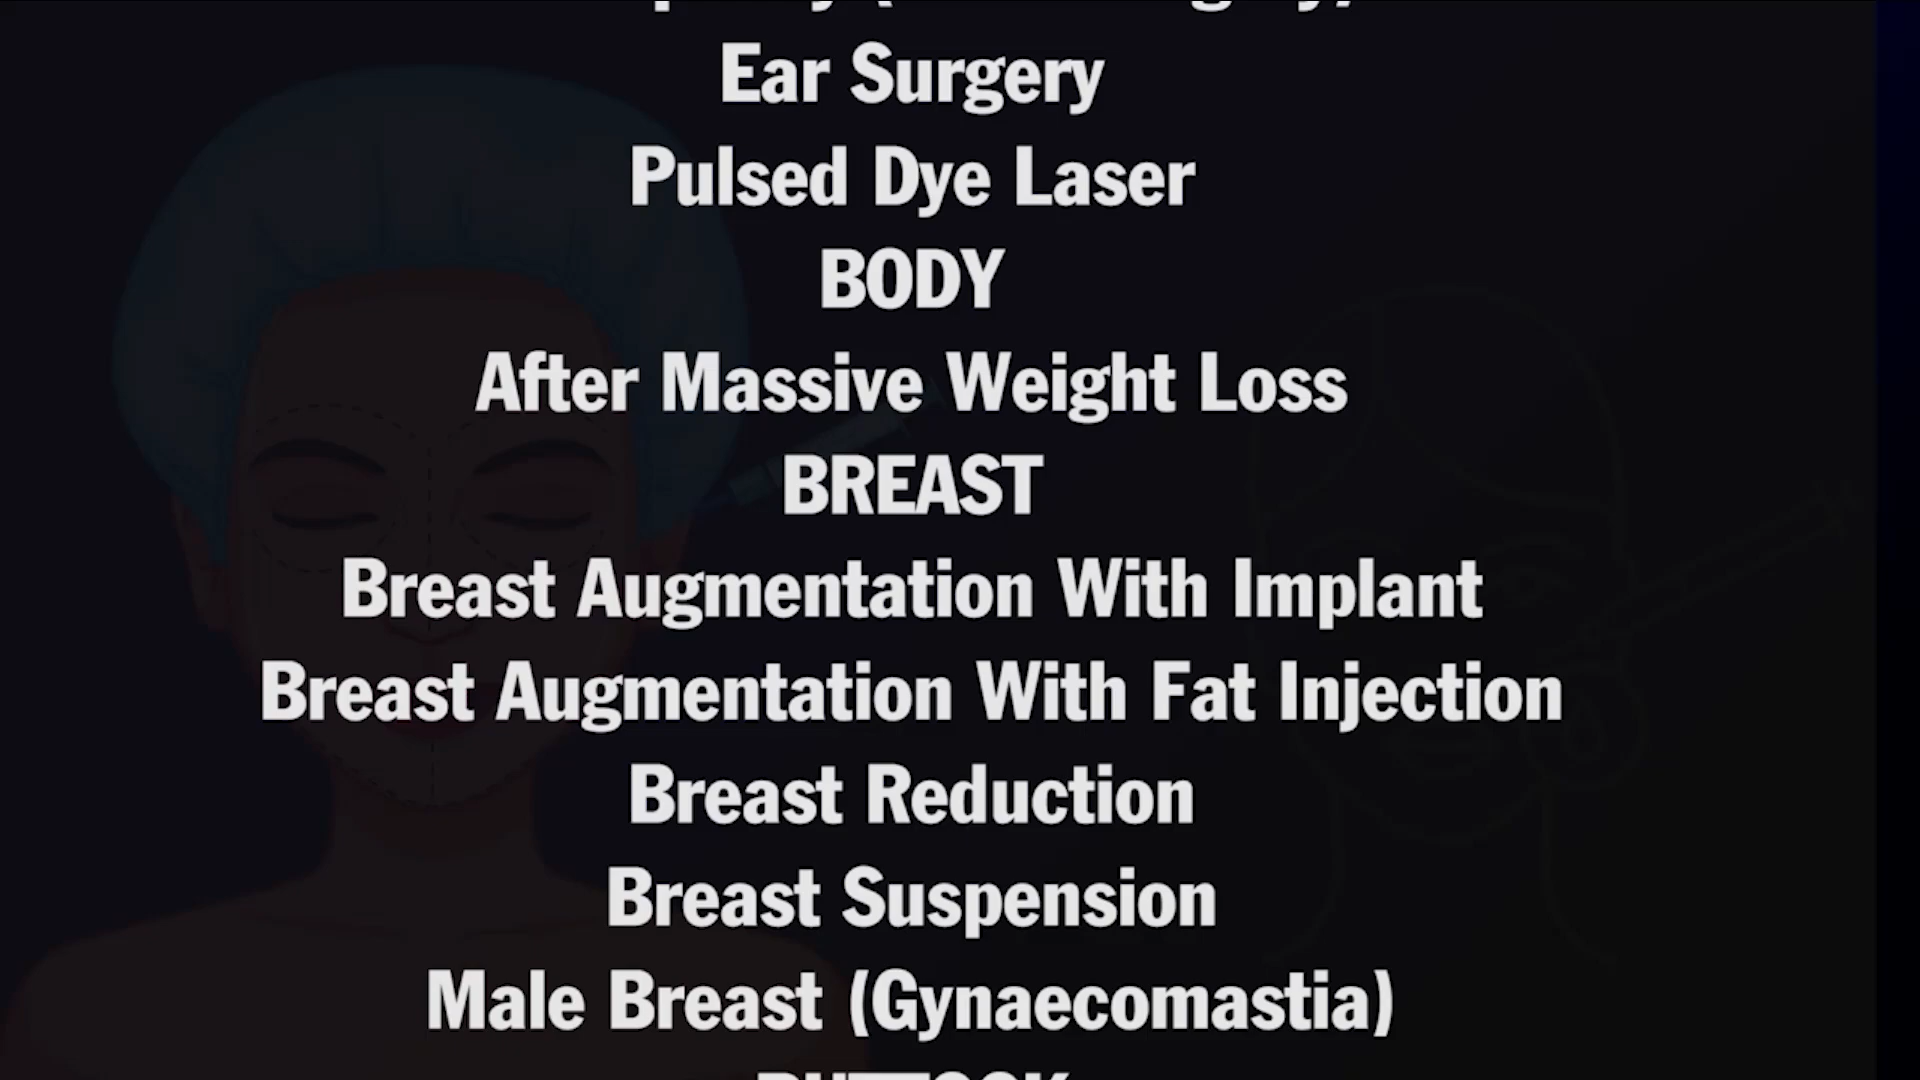 Ear Surgery
Pulsed Dye Laser
BODY
After Massive Weight Loss
BREAST
Breast Augmentation With Implant
Breast Augmentation With Fat Injection
Breast Reduction
Breast Suspension
Male Breast (Gynaecomastia)